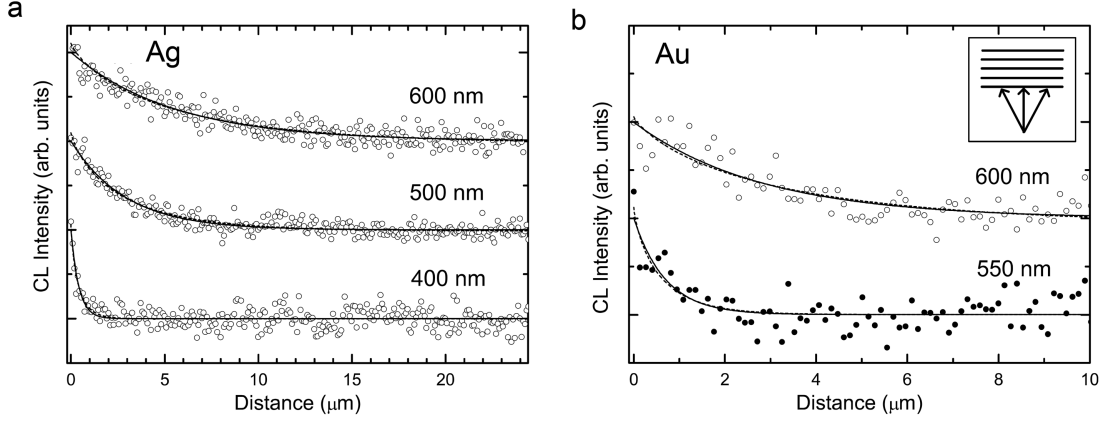 a
Ag
600 nm
500 nm
400 nm
CL Intensity (arb. units)
0 5 10 15 20
Distance (μm)
b
Au
600 nm
550 nm
CL Intensity (arb. units)
0 2 4 6 8 10
Distance (μm)